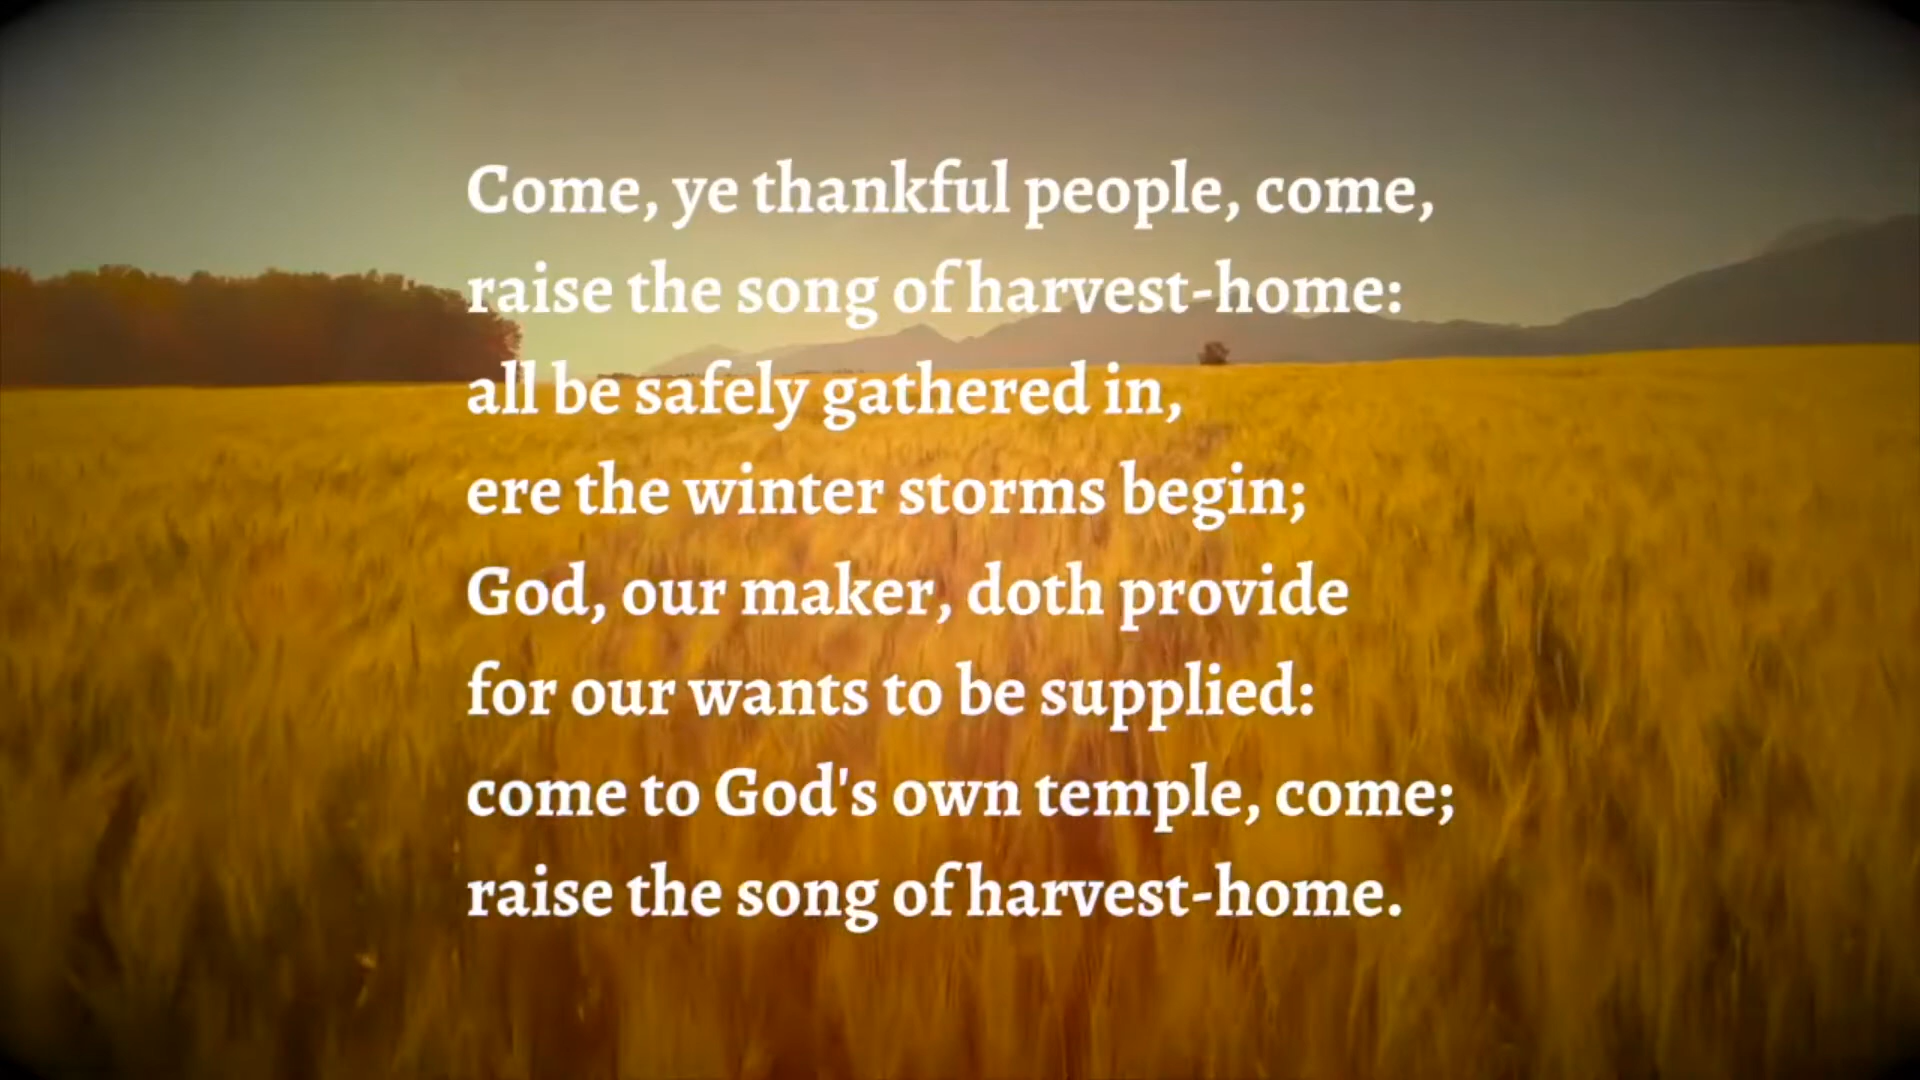 Come, ye thankful people, come,
raise the song of harvest-home:
all be safely gathered in,
ere the winter storms begin;
God, our maker, doth provide
for our wants to be supplied:
come to God's own temple, come;
raise the song of harvest-home.